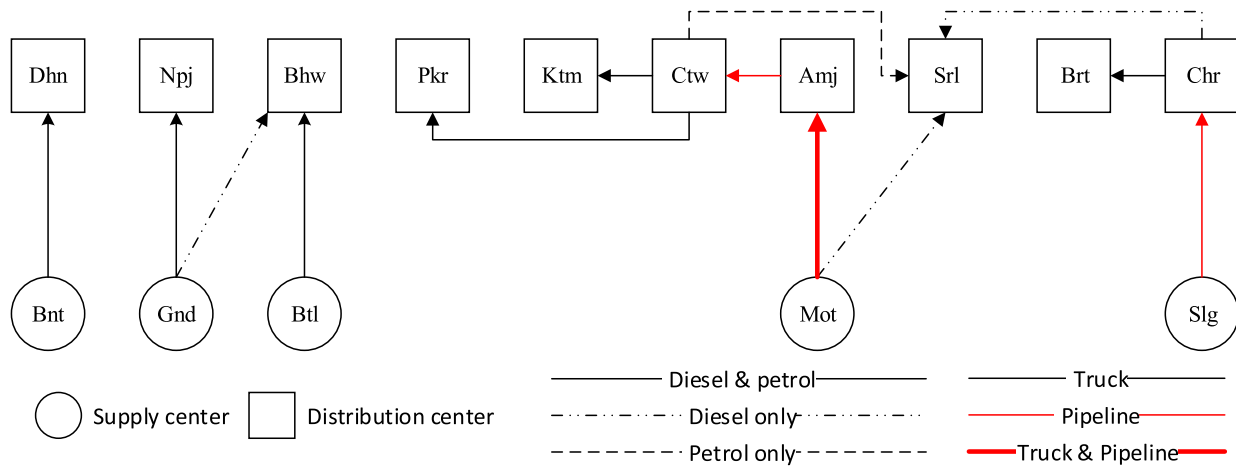 Dhn
Npj
Bhw
Pkr
Ktm
Ctw
Amj
Srl
Brt
Chr
Bnt
Gnd
Btl
Mot
Slg
Supply center
Distribution center
Diesel & petrol
Diesel only
Petrol only
Truck
Pipeline
Truck & Pipeline